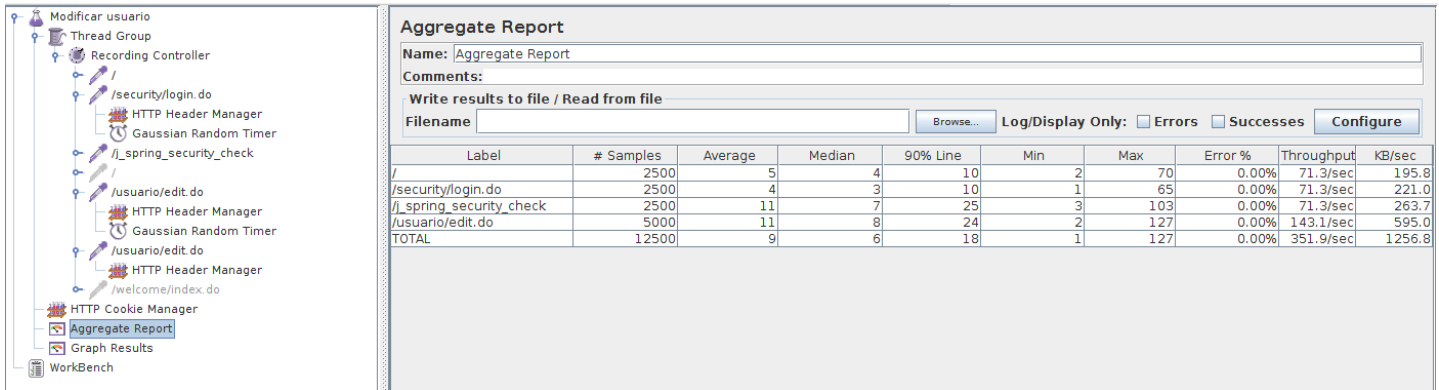 Modificar usuario
Thread Group
Recording Controller
/
/security/login.do
HTTP Header Manager
Gaussian Random Timer
/j_spring_security_check
/
/usuario/edit.do
HTTP Header Manager
Gaussian Random Timer
/usuario/edit.do
HTTP Header Manager
/welcome/index.do
HTTP Cookie Manager
Aggregate Report
Graph Results
WorkBench
Aggregate Report
Name: Aggregate Report
Comments:
Write results to file / Read from file
Filename Browse... Log/Display Only: Errors Successes Configure
Label # Samples Average Median 90% Line Min Max Error % Throughput KB/sec
/ 2500 5 4 10 2 70 0.00% 71.3/sec 195.8
/security/login.do 2500 4 3 10 1 65 0.00% 71.3/sec 221.0
/j_spring_security_check 2500 11 7 25 3 103 0.00% 71.3/sec 263.7
/usuario/edit.do 5000 11 8 24 2 127 0.00% 143.1/sec 595.0
TOTAL 12500 9 6 18 1 127 0.00% 351.9/sec 1256.8